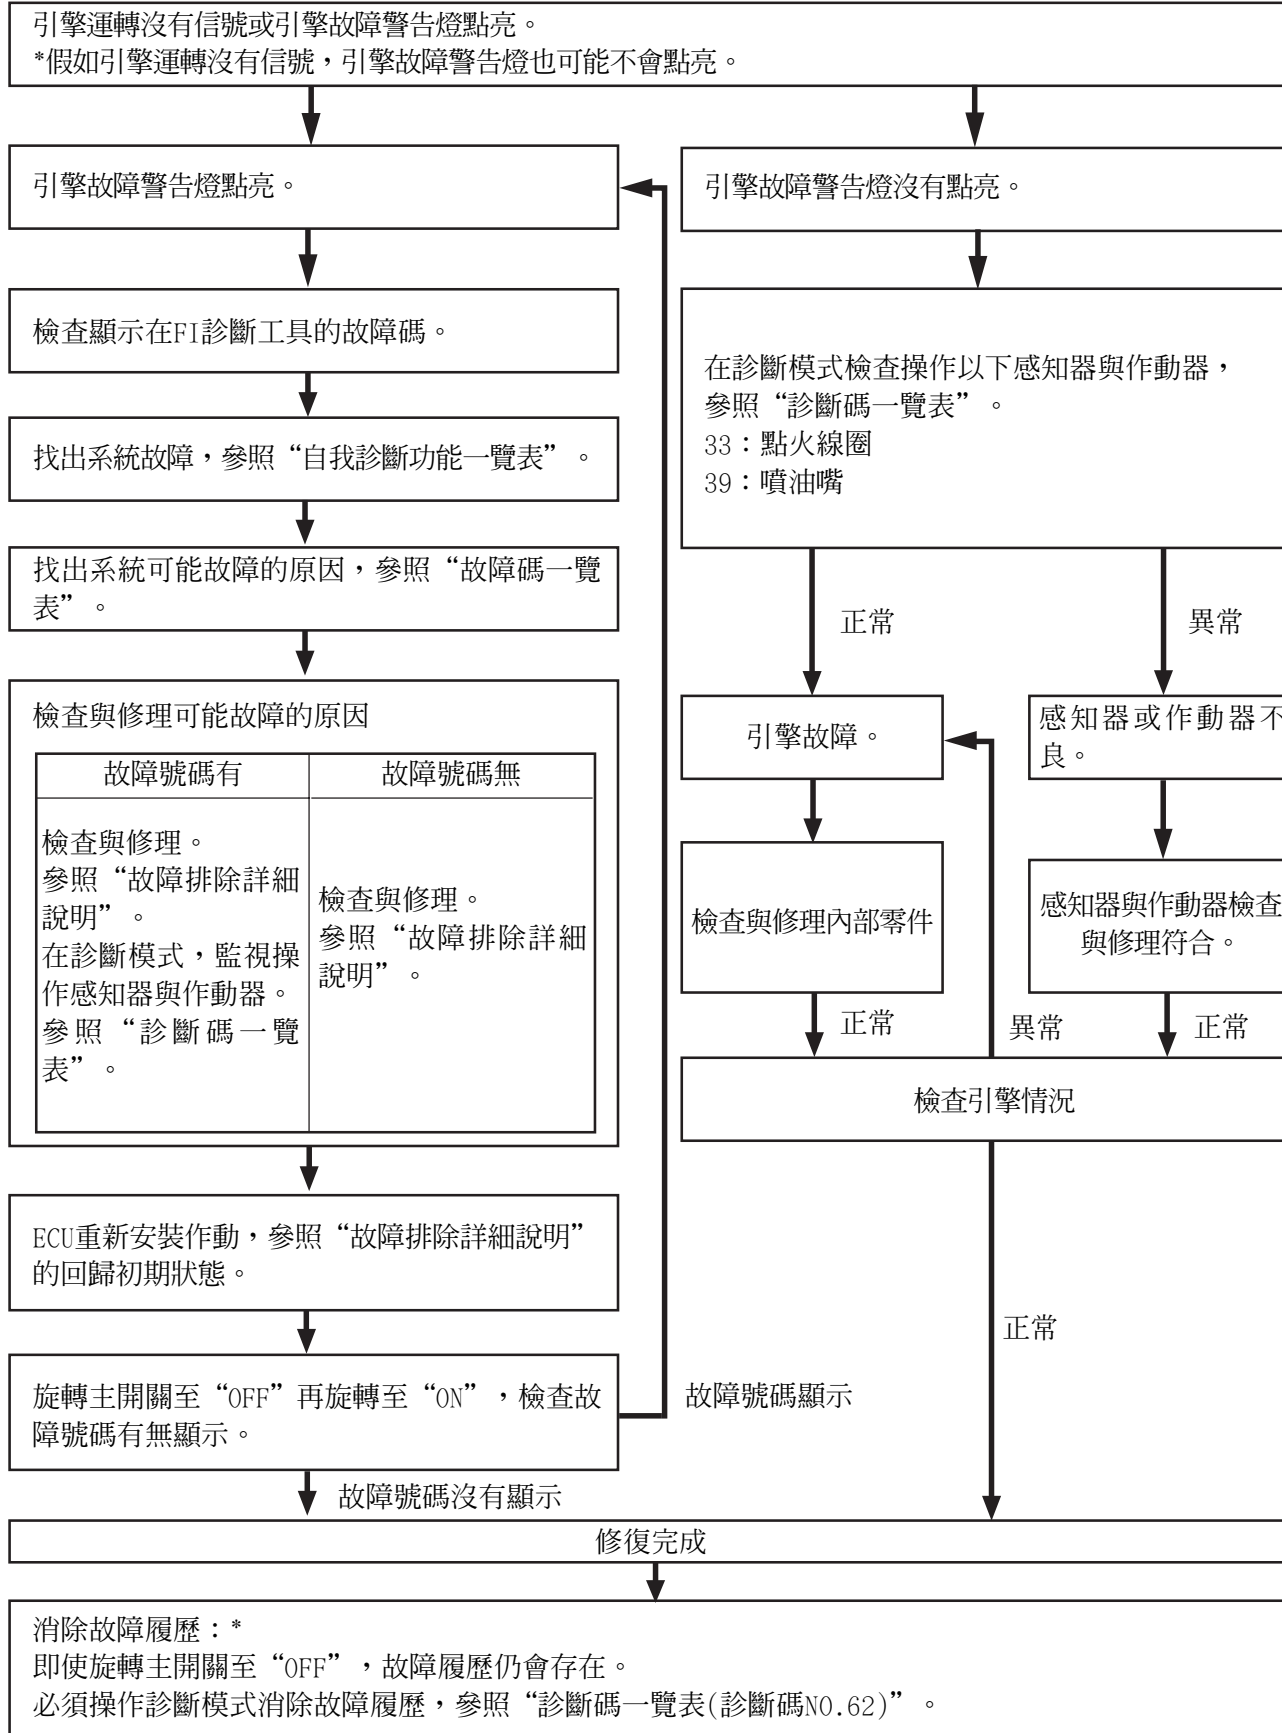 引擎運轉沒有信號或引擎故障警告燈點亮。
*假如引擎運轉沒有信號，引擎故障警告燈也可能不會點亮。
引擎故障警告燈點亮。
檢查顯示在FI診斷工具的故障碼。
找出系統故障，參照“自我診斷功能一覽表”。
找出系統可能故障的原因，參照“故障碼一覽
表”。
檢查與修理可能故障的原因
故障號碼有
檢查與修理。
參照“故障排除詳細
說明”。
在診斷模式，監視操
作感知器與作動器。
參照“診斷碼一覽
表”。
故障號碼無
檢查與修理。
參照“故障排除詳細
說明”。
ECU重新安裝作動，參照“故障排除詳細說明”
的回歸初期狀態。
旋轉主開關至“OFF”再旋轉至“ON”，檢查故
障號碼有無顯示。
故障號碼顯示
故障號碼沒有顯示
引擎故障警告燈沒有點亮。
在診斷模式檢查操作以下感知器與作動器，
參照“診斷碼一覽表”。
33：點火線圈
39：噴油嘴
正常
異常
引擎故障。
感知器或作動器不
良。
檢查與修理內部零件
感知器與作動器檢查
與修理符合。
正常
異常
正常
檢查引擎情況
正常
修復完成
消除故障履歷：*
即使旋轉主開關至“OFF”，故障履歷仍會存在。
必須操作診斷模式消除故障履歷，參照“診斷碼一覽表(診斷碼NO.62)”。